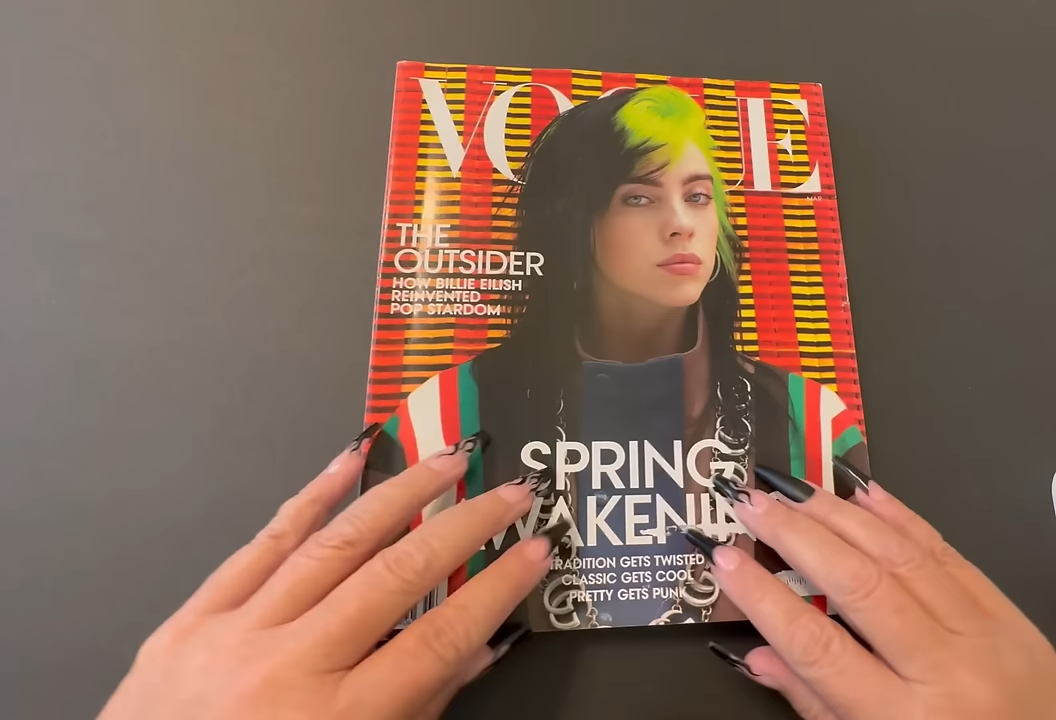 VOGUE
MAR
THE
OUTSIDER
HOW BILLIE EILISH
REINVENTED
POP STARDOM
SPRING
AWAKENING
TRADITION GETS TWISTED
CLASSIC GETS COOL
PRETTY GETS PUNK